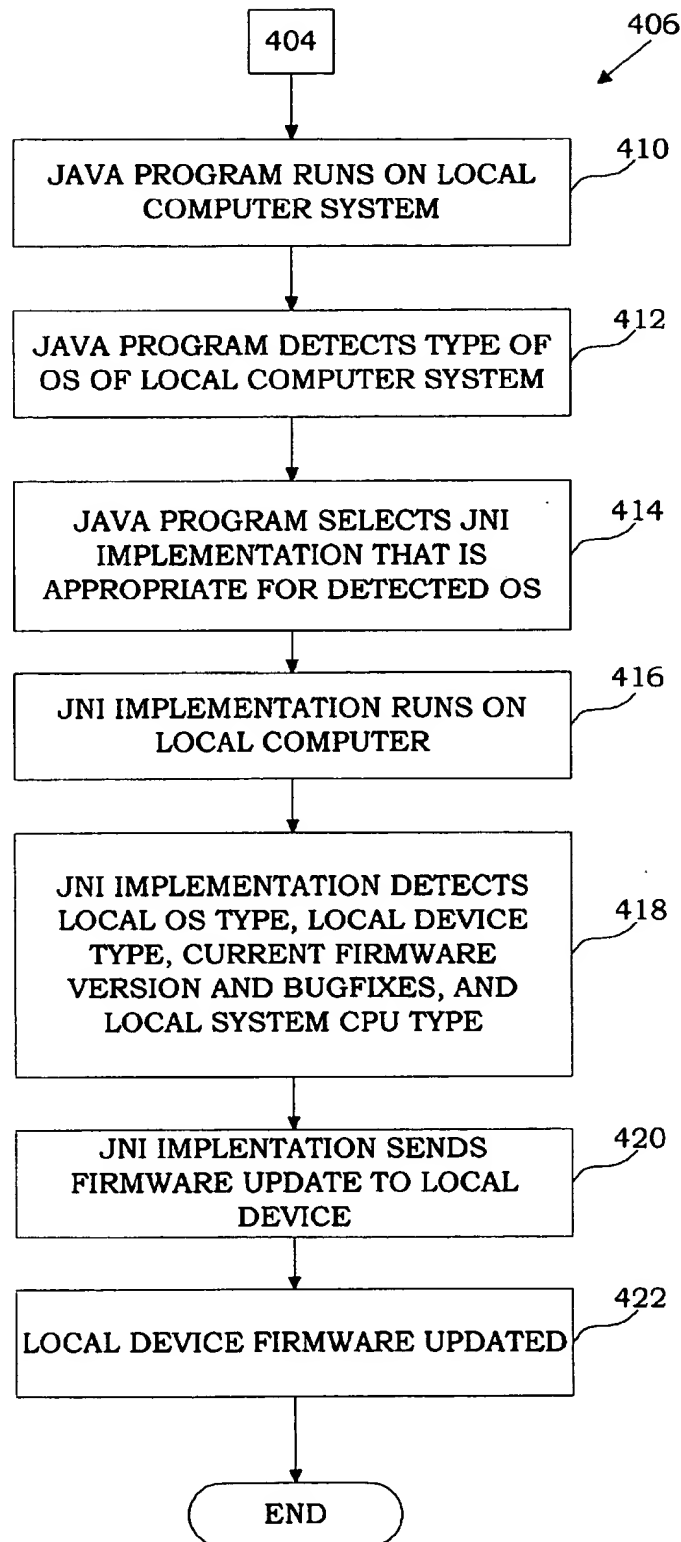 404
406
JAVA PROGRAM RUNS ON LOCAL
COMPUTER SYSTEM
410
JAVA PROGRAM DETECTS TYPE OF
OS OF LOCAL COMPUTER SYSTEM
412
JAVA PROGRAM SELECTS JNI
IMPLEMENTATION THAT IS
APPROPRIATE FOR DETECTED OS
414
JNI IMPLEMENTATION RUNS ON
LOCAL COMPUTER
416
JNI IMPLEMENTATION DETECTS
LOCAL OS TYPE, LOCAL DEVICE
TYPE, CURRENT FIRMWARE
VERSION AND BUGFIXES, AND
LOCAL SYSTEM CPU TYPE
418
JNI IMPLENTATION SENDS
FIRMWARE UPDATE TO LOCAL
DEVICE
420
LOCAL DEVICE FIRMWARE UPDATED
422
END